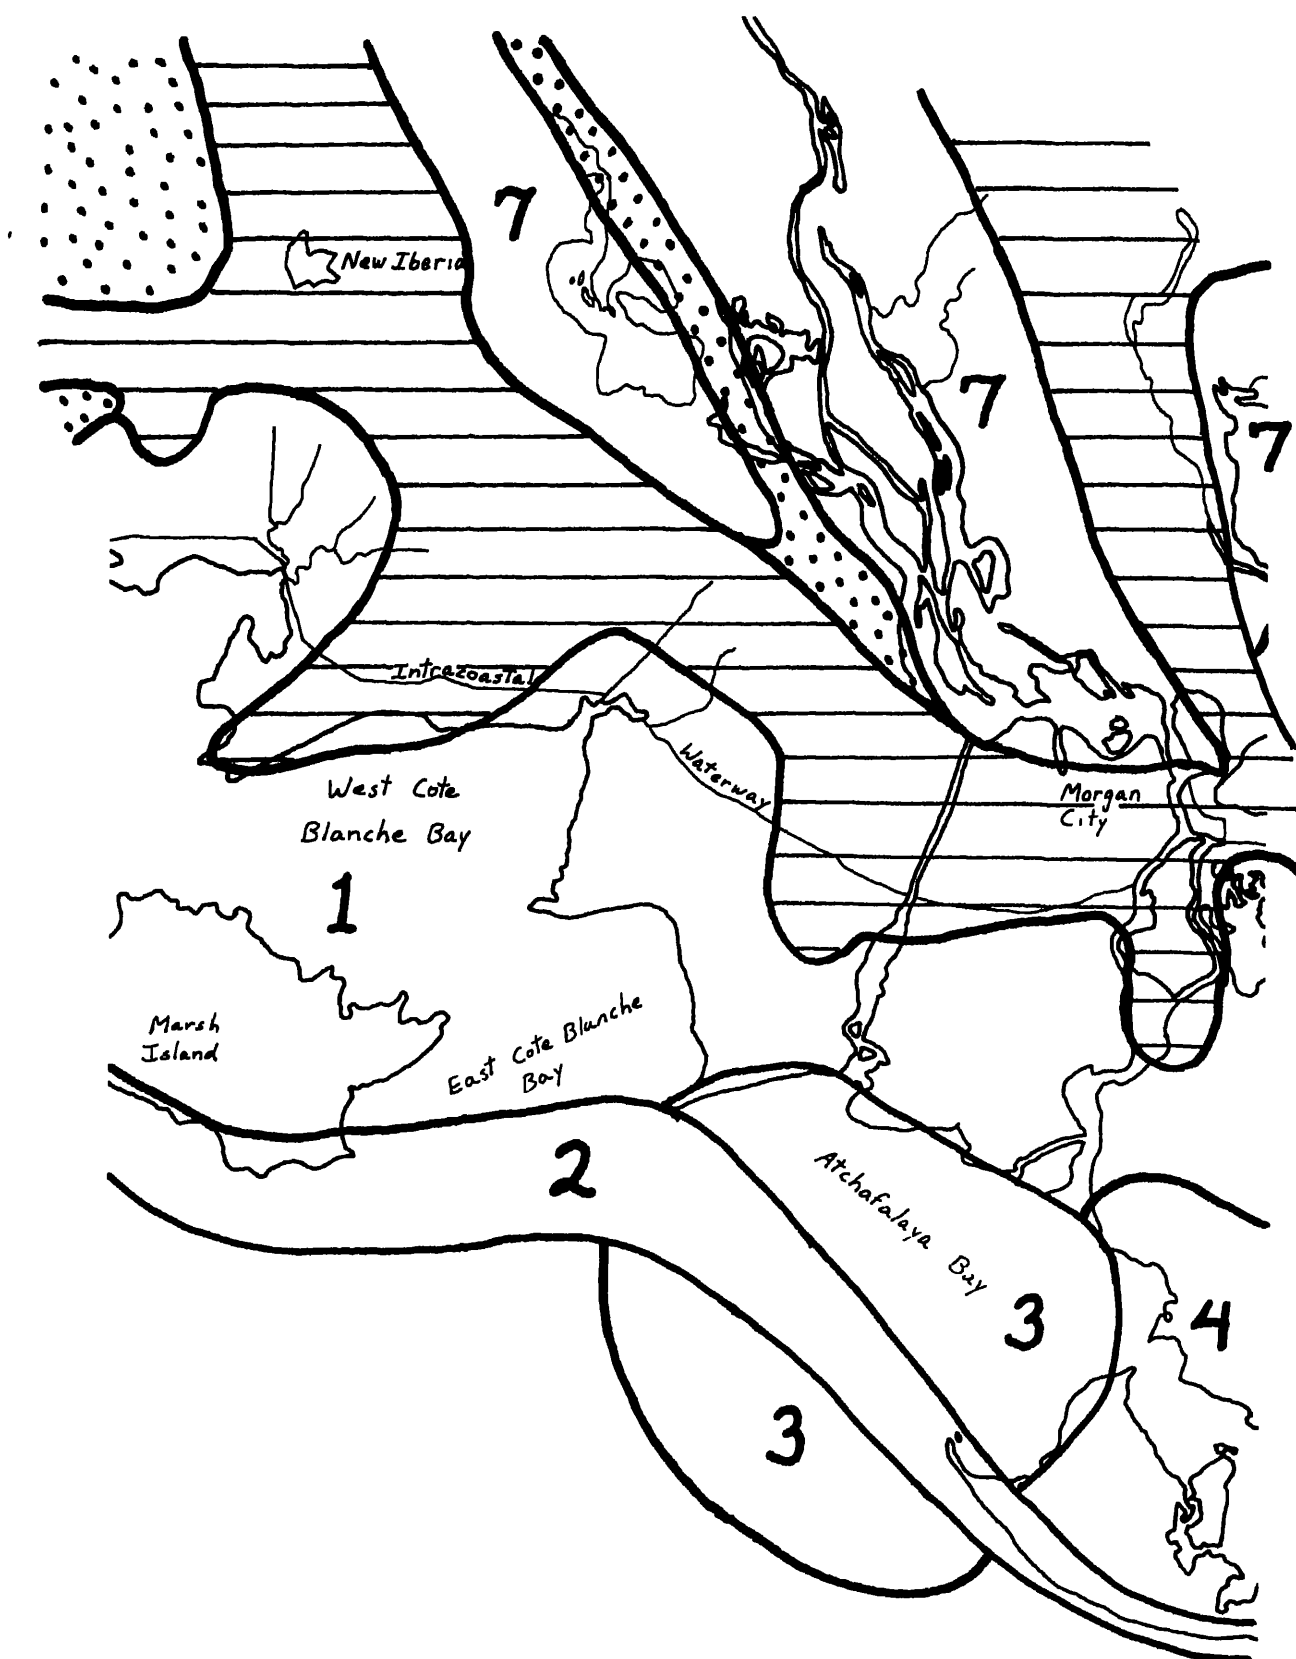 7
New Iberia
7
7
Intracoastal
Waterway
West Cote
Blanche Bay
Morgan
City
1
Marsh
Island
East Cote Blanche
Bay
2
Atchafalaya Bay
3
4
3